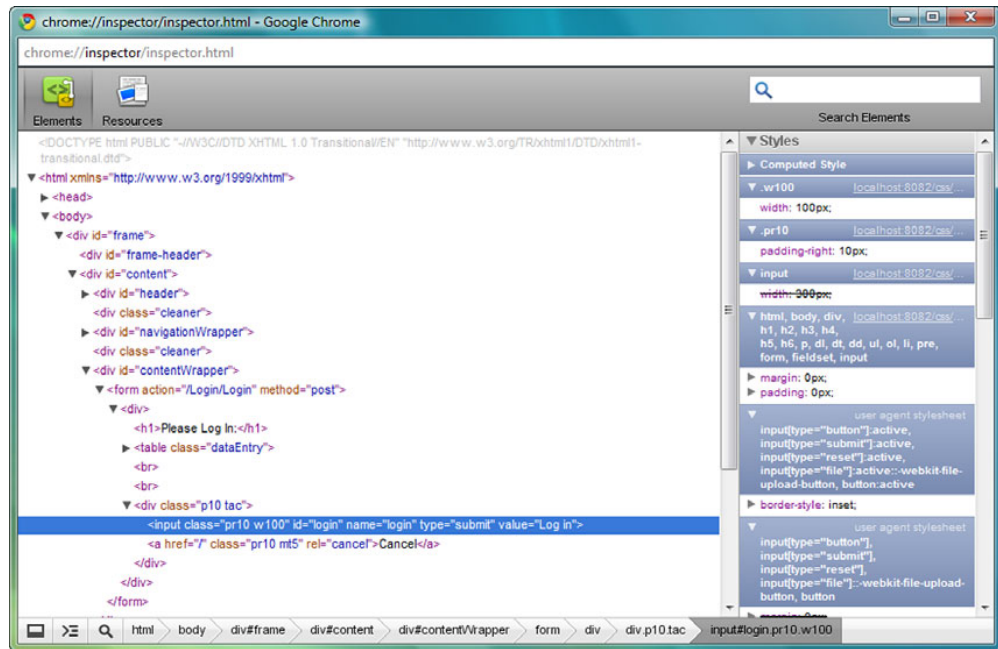 chrome://inspector/inspector.html - Google Chrome
chrome://inspector/inspector.html
Elements
Resources
Search Elements
<!DOCTYPE html PUBLIC "-//W3C//DTD XHTML 1.0 Transitional//EN" "http://www.w3.org/TR/xhtml1/DTD/xhtml1-
transitional.dtd">
<html xmlns="http://www.w3.org/1999/xhtml">
<head>
<body>
<div id="frame">
<div id="frame-header">
<div id="content">
<div id="header">
<div class="cleaner">
<div id="navigationWrapper">
<div class="cleaner">
<div id="contentWrapper">
<form action="/Login/Login" method="post">
<div>
<h1>Please Log In:</h1>
<table class="dataEntry">
<br>
<br>
<div class="p10 tac">
<input class="pr10 w100" id="login" name="login" type="submit" value="Log in">
<a href="/" class="pr10 mt5" rel="cancel">Cancel</a>
</div>
</div>
</form>
Styles
Computed Style
.w100 localhost:8082/css/...
width: 100px;
.pr10 localhost:8082/css/...
padding-right: 10px;
input localhost:8082/css/...
width: 300px;
html, body, div, localhost:8082/css/...
h1, h2, h3, h4,
h5, h6, p, dl, dt, dd, ul, ol, li, pre,
form, fieldset, input
margin: 0px;
padding: 0px;
user agent stylesheet
input[type="button"]:active,
input[type="submit"]:active,
input[type="reset"]:active,
input[type="file"]:active::-webkit-file-
upload-button, button:active
border-style: inset;
user agent stylesheet
input[type="button"],
input[type="submit"],
input[type="reset"],
input[type="file"]::-webkit-file-upload-
button, button
html body div#frame div#content div#contentWrapper form div div.p10.tac input#login.pr10.w100